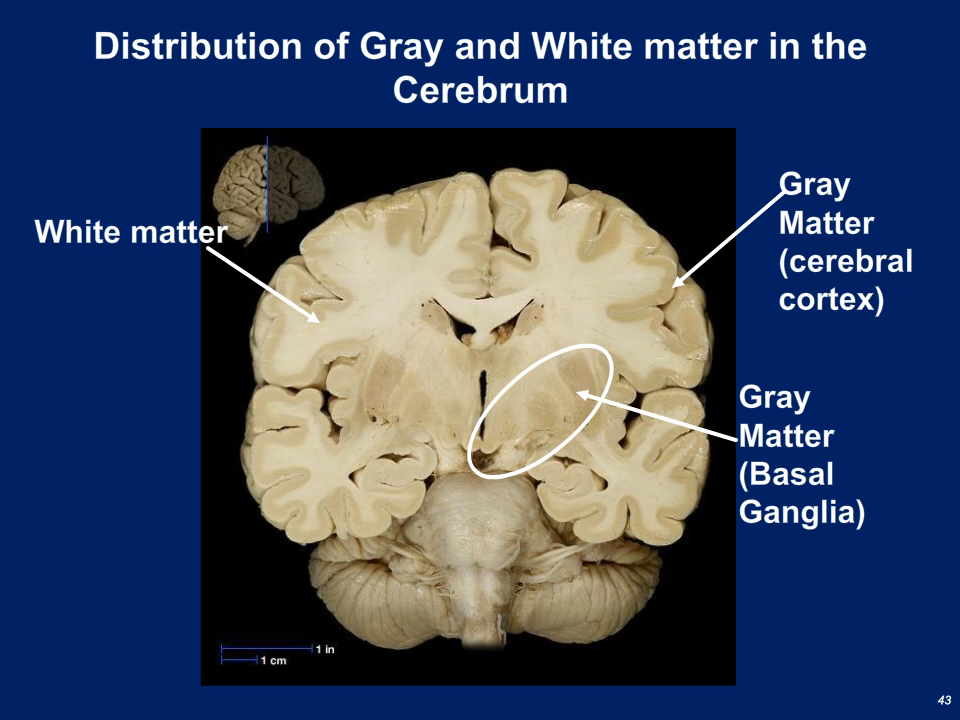 Distribution of Gray and White matter in the
Cerebrum
White matter
Gray
Matter
(cerebral
cortex)
Gray
Matter
(Basal
Ganglia)
1 in
1 cm
43